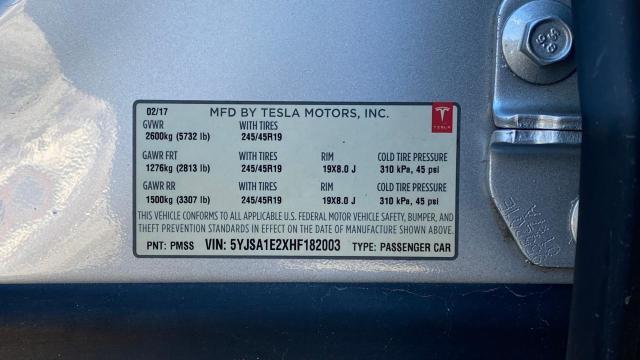 02/17 MFD BY TESLA MOTORS, INC.
GVWR WITH TIRES
2600kg (5732 lb) 245/45R19
TESLA
GAWR FRT WITH TIRES RIM COLD TIRE PRESSURE
1276kg (2813 lb) 245/45R19 19X8.0 J 310 kPa, 45 psi
GAWR RR WITH TIRES RIM COLD TIRE PRESSURE
1500kg (3307 lb) 245/45R19 19X8.0 J 310 kPa, 45 psi
THIS VEHICLE CONFORMS TO ALL APPLICABLE U.S. FEDERAL MOTOR VEHICLE SAFETY, BUMPER, AND
THEFT PREVENTION STANDARDS IN EFFECT ON THE DATE OF MANUFACTURE SHOWN ABOVE.
PNT: PMSS VIN: 5YJSA1E2XHF182003 TYPE: PASSENGER CAR